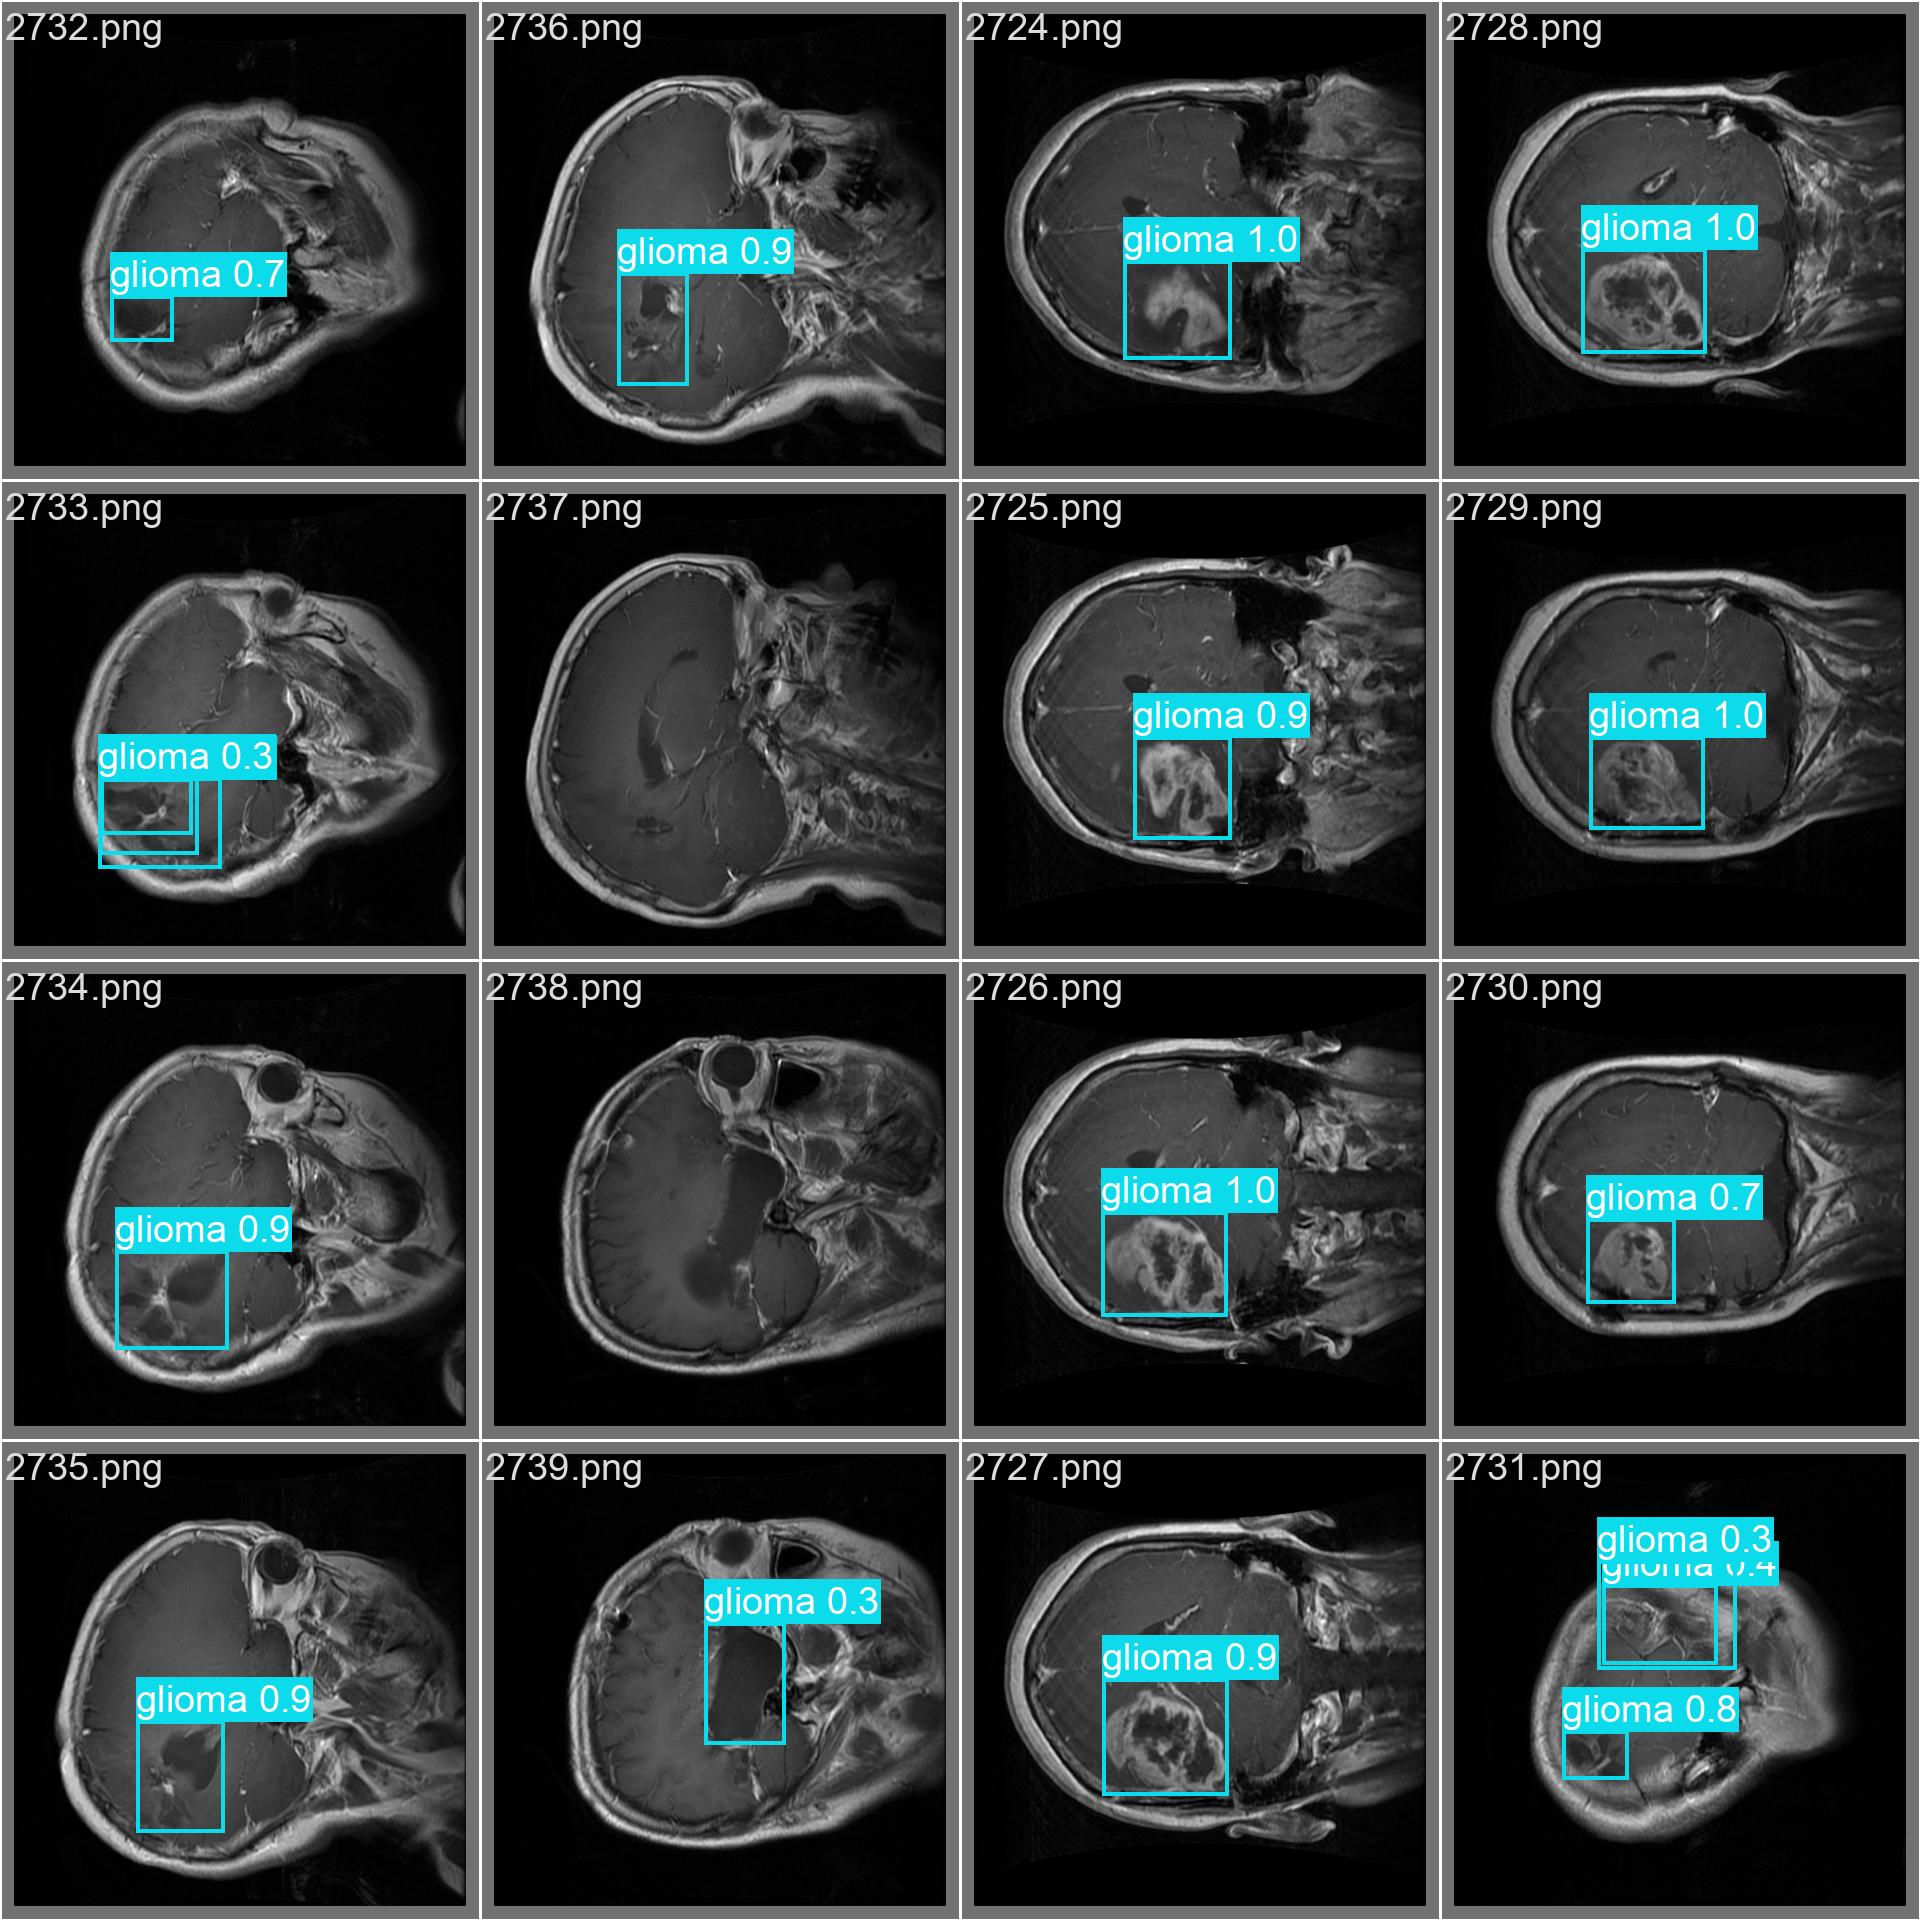 2732.png
2736.png
2724.png
2728.png
glioma 0.7
glioma 0.9
glioma 1.0
glioma 1.0
2733.png
2737.png
2725.png
2729.png
glioma 0.3
glioma 0.9
glioma 1.0
2734.png
2738.png
2726.png
2730.png
glioma 0.9
glioma 1.0
glioma 0.7
2735.png
2739.png
2727.png
2731.png
glioma 0.9
glioma 0.3
glioma 0.9
glioma 0.3
glioma 0.4
glioma 0.8